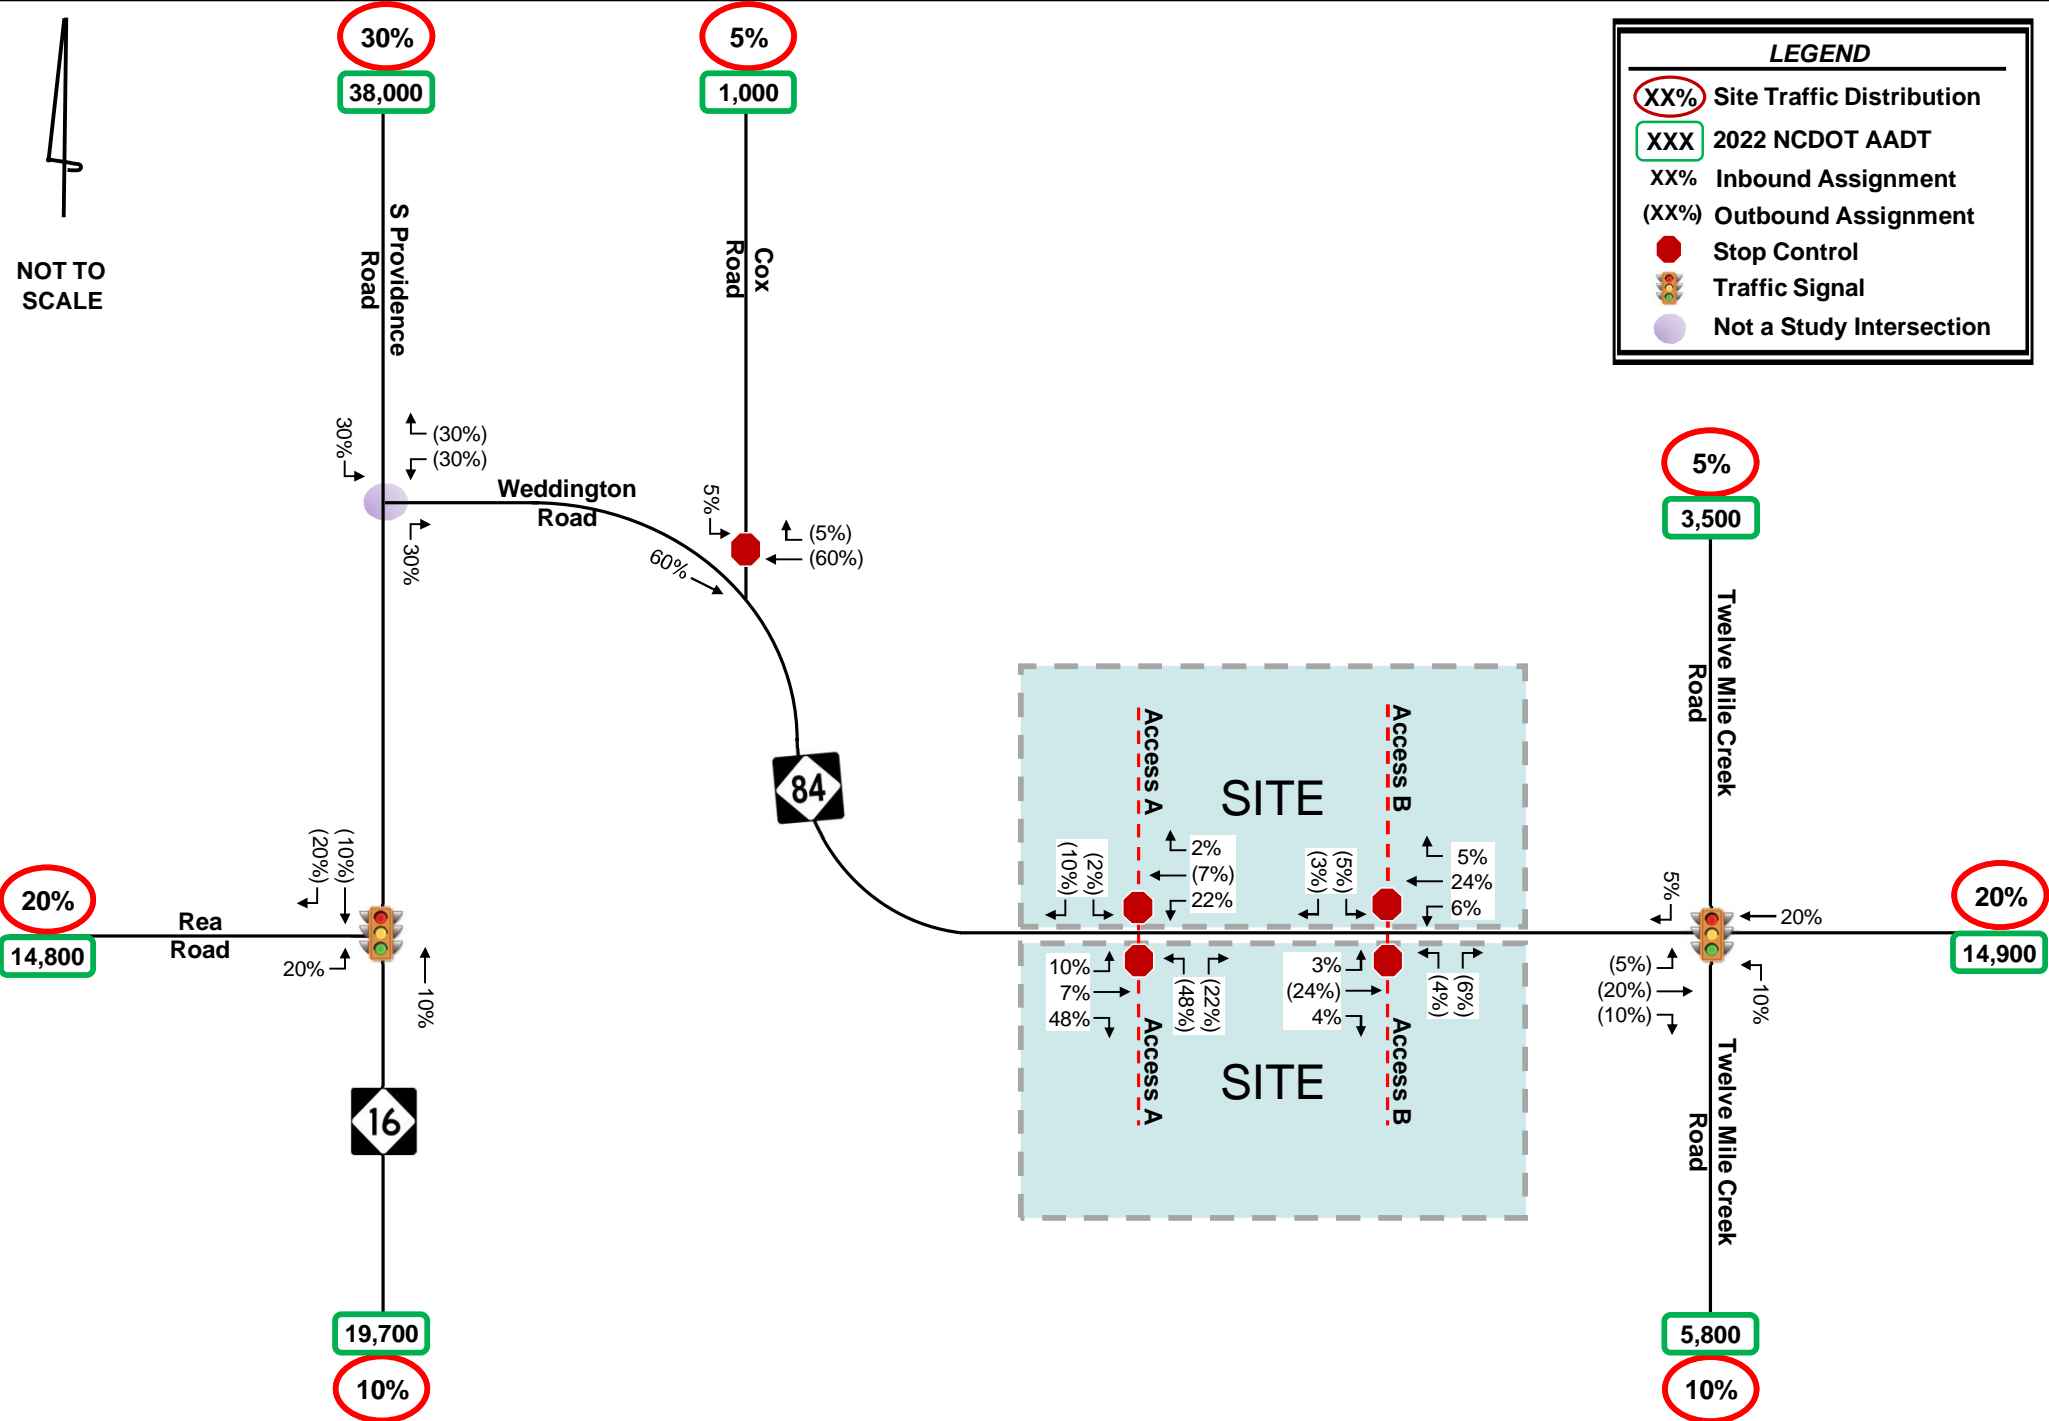 30%
38,000
5%
1,000
LEGEND
XX% Site Traffic Distribution
XXX 2022 NCDOT AADT
XX% Inbound Assignment
(XX%) Outbound Assignment
Stop Control
Traffic Signal
Not a Study Intersection
NOT TO
SCALE
S Providence
Road
Cox
Road
30%
(30%)
(30%)
30%
Weddington
Road
5%
(5%)
(60%)
60%
5%
3,500
Twelve Mile Creek
Road
84
Access A
Access B
SITE
(10%)
(2%)
2%
(7%)
22%
(3%)
(5%)
5%
24%
6%
10%
7%
48%
(48%)
(22%)
3%
(24%)
4%
(4%)
(6%)
Access A
Access B
SITE
(20%)
(10%)
20%
14,800
Rea
Road
20%
10%
16
19,700
10%
5%
20%
(5%)
(20%)
(10%)
10%
20%
14,900
Twelve Mile Creek
Road
5,800
10%